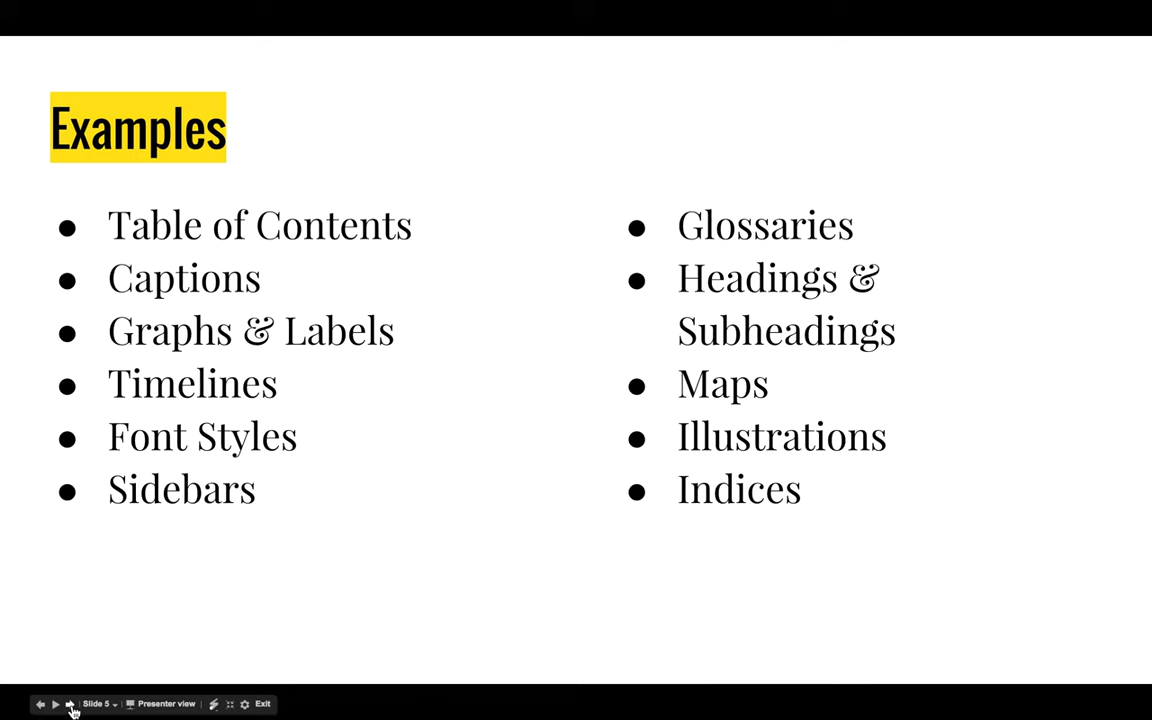 Examples
● Table of Contents
● Captions
● Graphs & Labels
● Timelines
● Font Styles
● Sidebars
● Glossaries
● Headings &
Subheadings
● Maps
● Illustrations
● Indices
Slide 5 Presenter view Exit